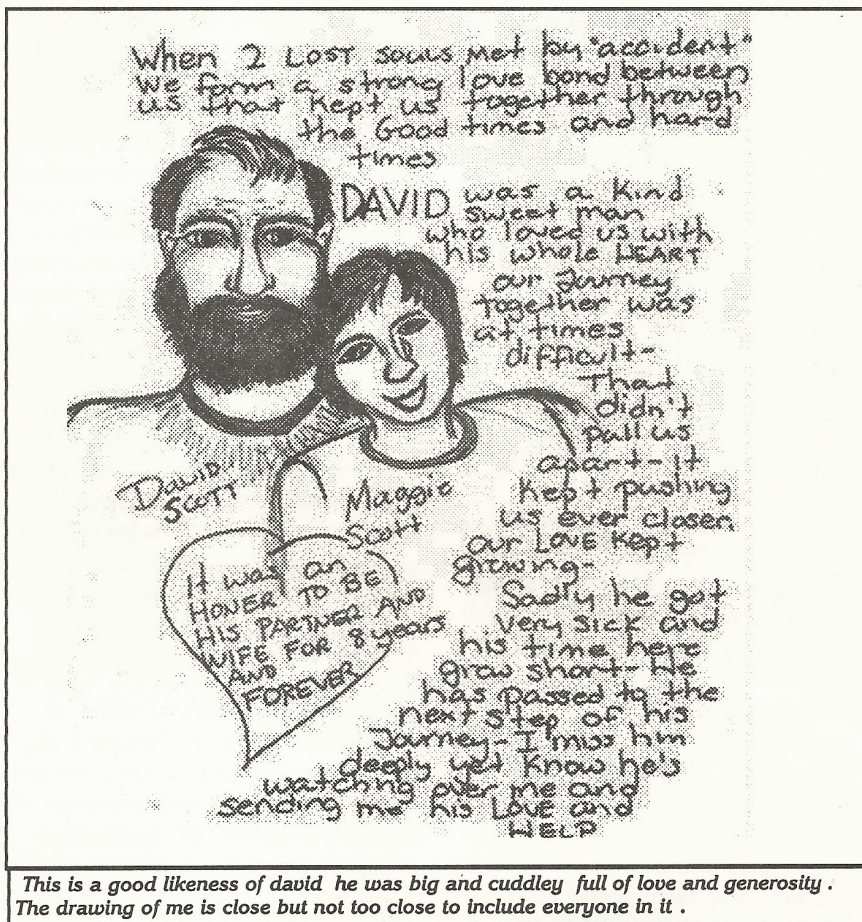 When 2 LOST SOULS Met by "accident"
We form a strong love bond between
us that kept us together through
the Good times and hard
times
DAVID was a kind
sweet man
who loved us with
his whole HEART
our Journey
together was
at times
difficult-
That
didn't
pull us
apart- it
kept pushing
us ever closer
our LOVE kept
growing-
Sadly he got
very sick and
his time here
grow short- He
has passed to the
next step of his
Journey- I miss him
deeply yet know he's
watching over me and
sending me his Love and
HELP
DAVID
SCOTT
Maggie
Scott
It was an
HONER TO BE
HIS PARTNER AND
WIFE FOR 8 years
AND
FOREVER
This is a good likeness of david he was big and cuddley full of love and generosity .
The drawing of me is close but not too close to include everyone in it .